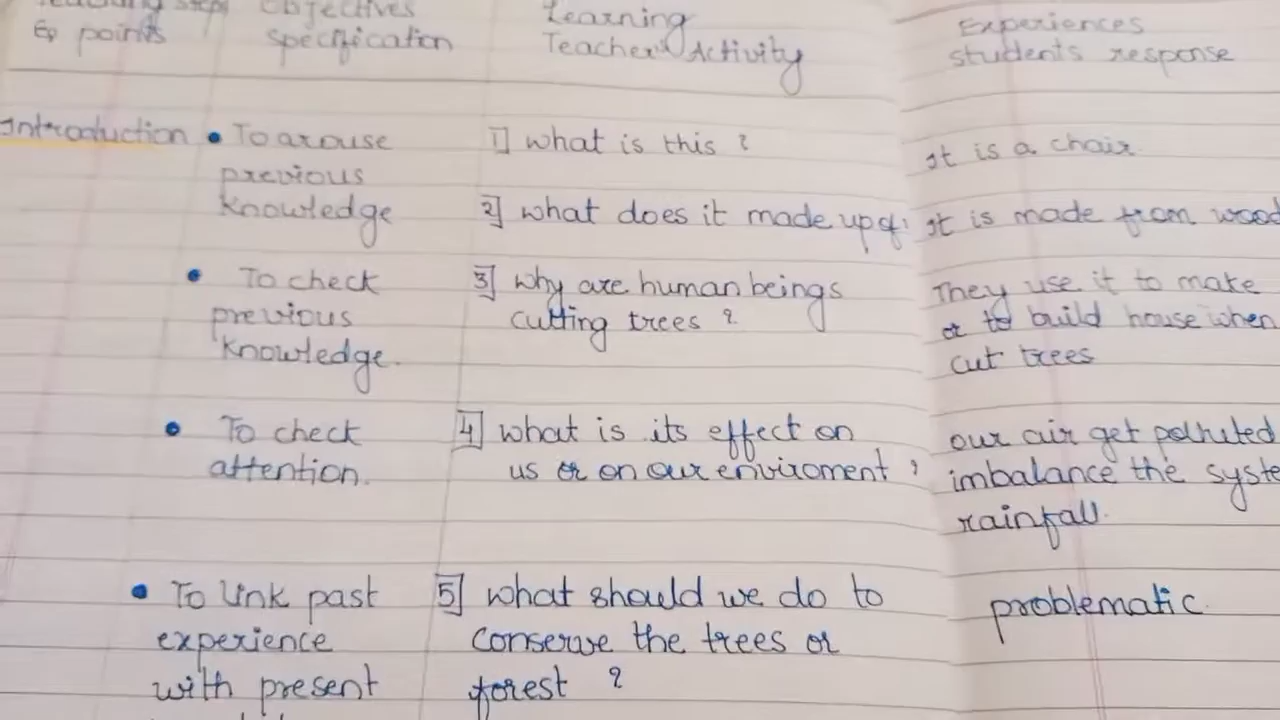 Teaching steps Objectives Learning Experiences
& points specification Teacher's Activity students response
Introduction • To arouse 1] what is this ? It is a chair.
previous
knowledge 2] what does it made up of? It is made from wood
• To check 3] why are human beings They use it to make
previous cutting trees ? or to build house when
knowledge. cut trees
• To check 4] what is its effect on our air get polluted
attention. us or on our enviroment ? imbalance the syste
rainfall.
• To link past 5] what should we do to problematic.
experience conserve the trees or
with present forest ?